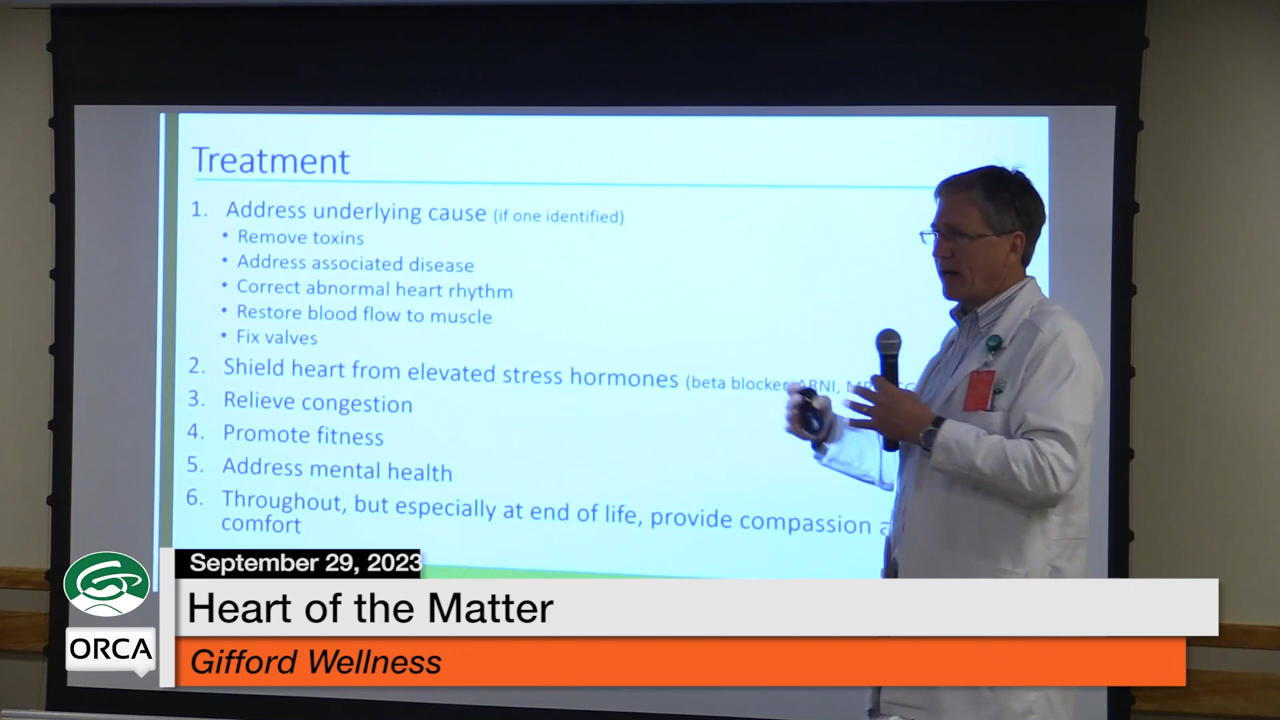 Treatment
1. Address underlying cause (if one identified)
• Remove toxins
• Address associated disease
• Correct abnormal heart rhythm
• Restore blood flow to muscle
• Fix valves
2. Shield heart from elevated stress hormones (beta blocker, ARNI,
3. Relieve congestion
4. Promote fitness
5. Address mental health
6. Throughout, but especially at end of life, provide compassion
comfort
September 29, 2023
Heart of the Matter
ORCA
Gifford Wellness